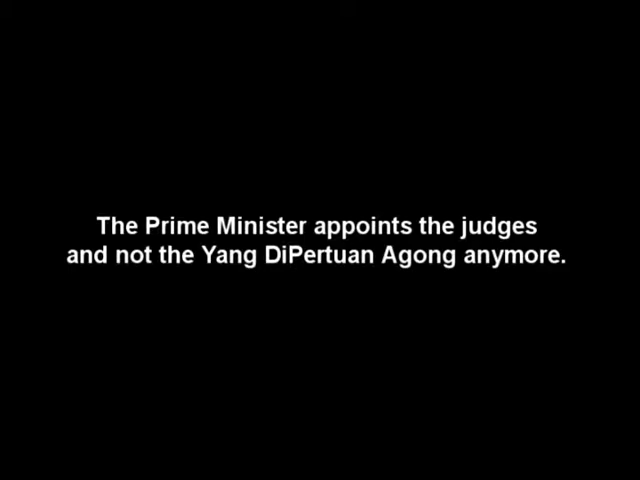 The Prime Minister appoints the judges
and not the Yang DiPertuan Agong anymore.